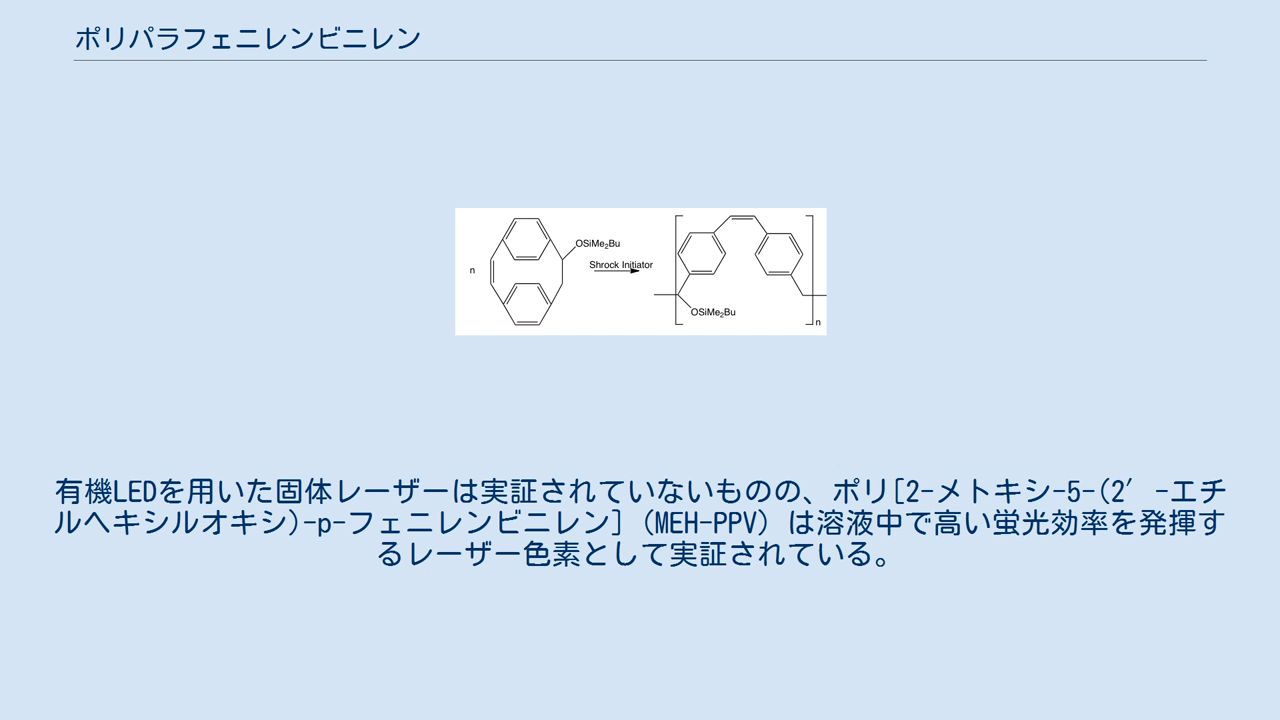 ポリパラフェニレンビニレン
OSiMe₂Bu
n
Shrock Initiator
OSiMe₂Bu
n
有機LEDを用いた固体レーザーは実証されていないものの、ポリ[2-メトキシ-5-(2′-エチ
ルヘキシルオキシ)-p-フェニレンビニレン] (MEH-PPV) は溶液中で高い蛍光効率を発揮す
るレーザー色素として実証されている。